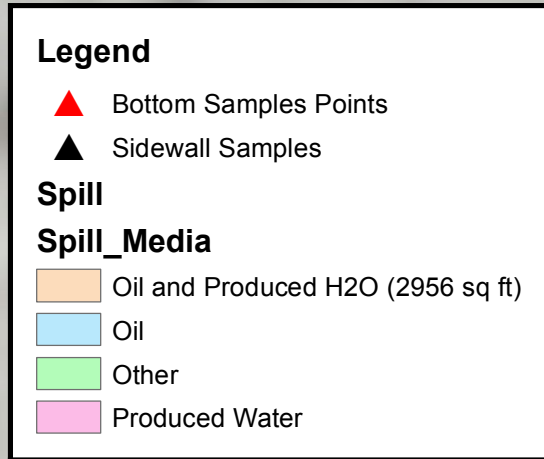 Legend
Bottom Samples Points
Sidewall Samples
Spill
Spill_Media
Oil and Produced H2O (2956 sq ft)
Oil
Other
Produced Water